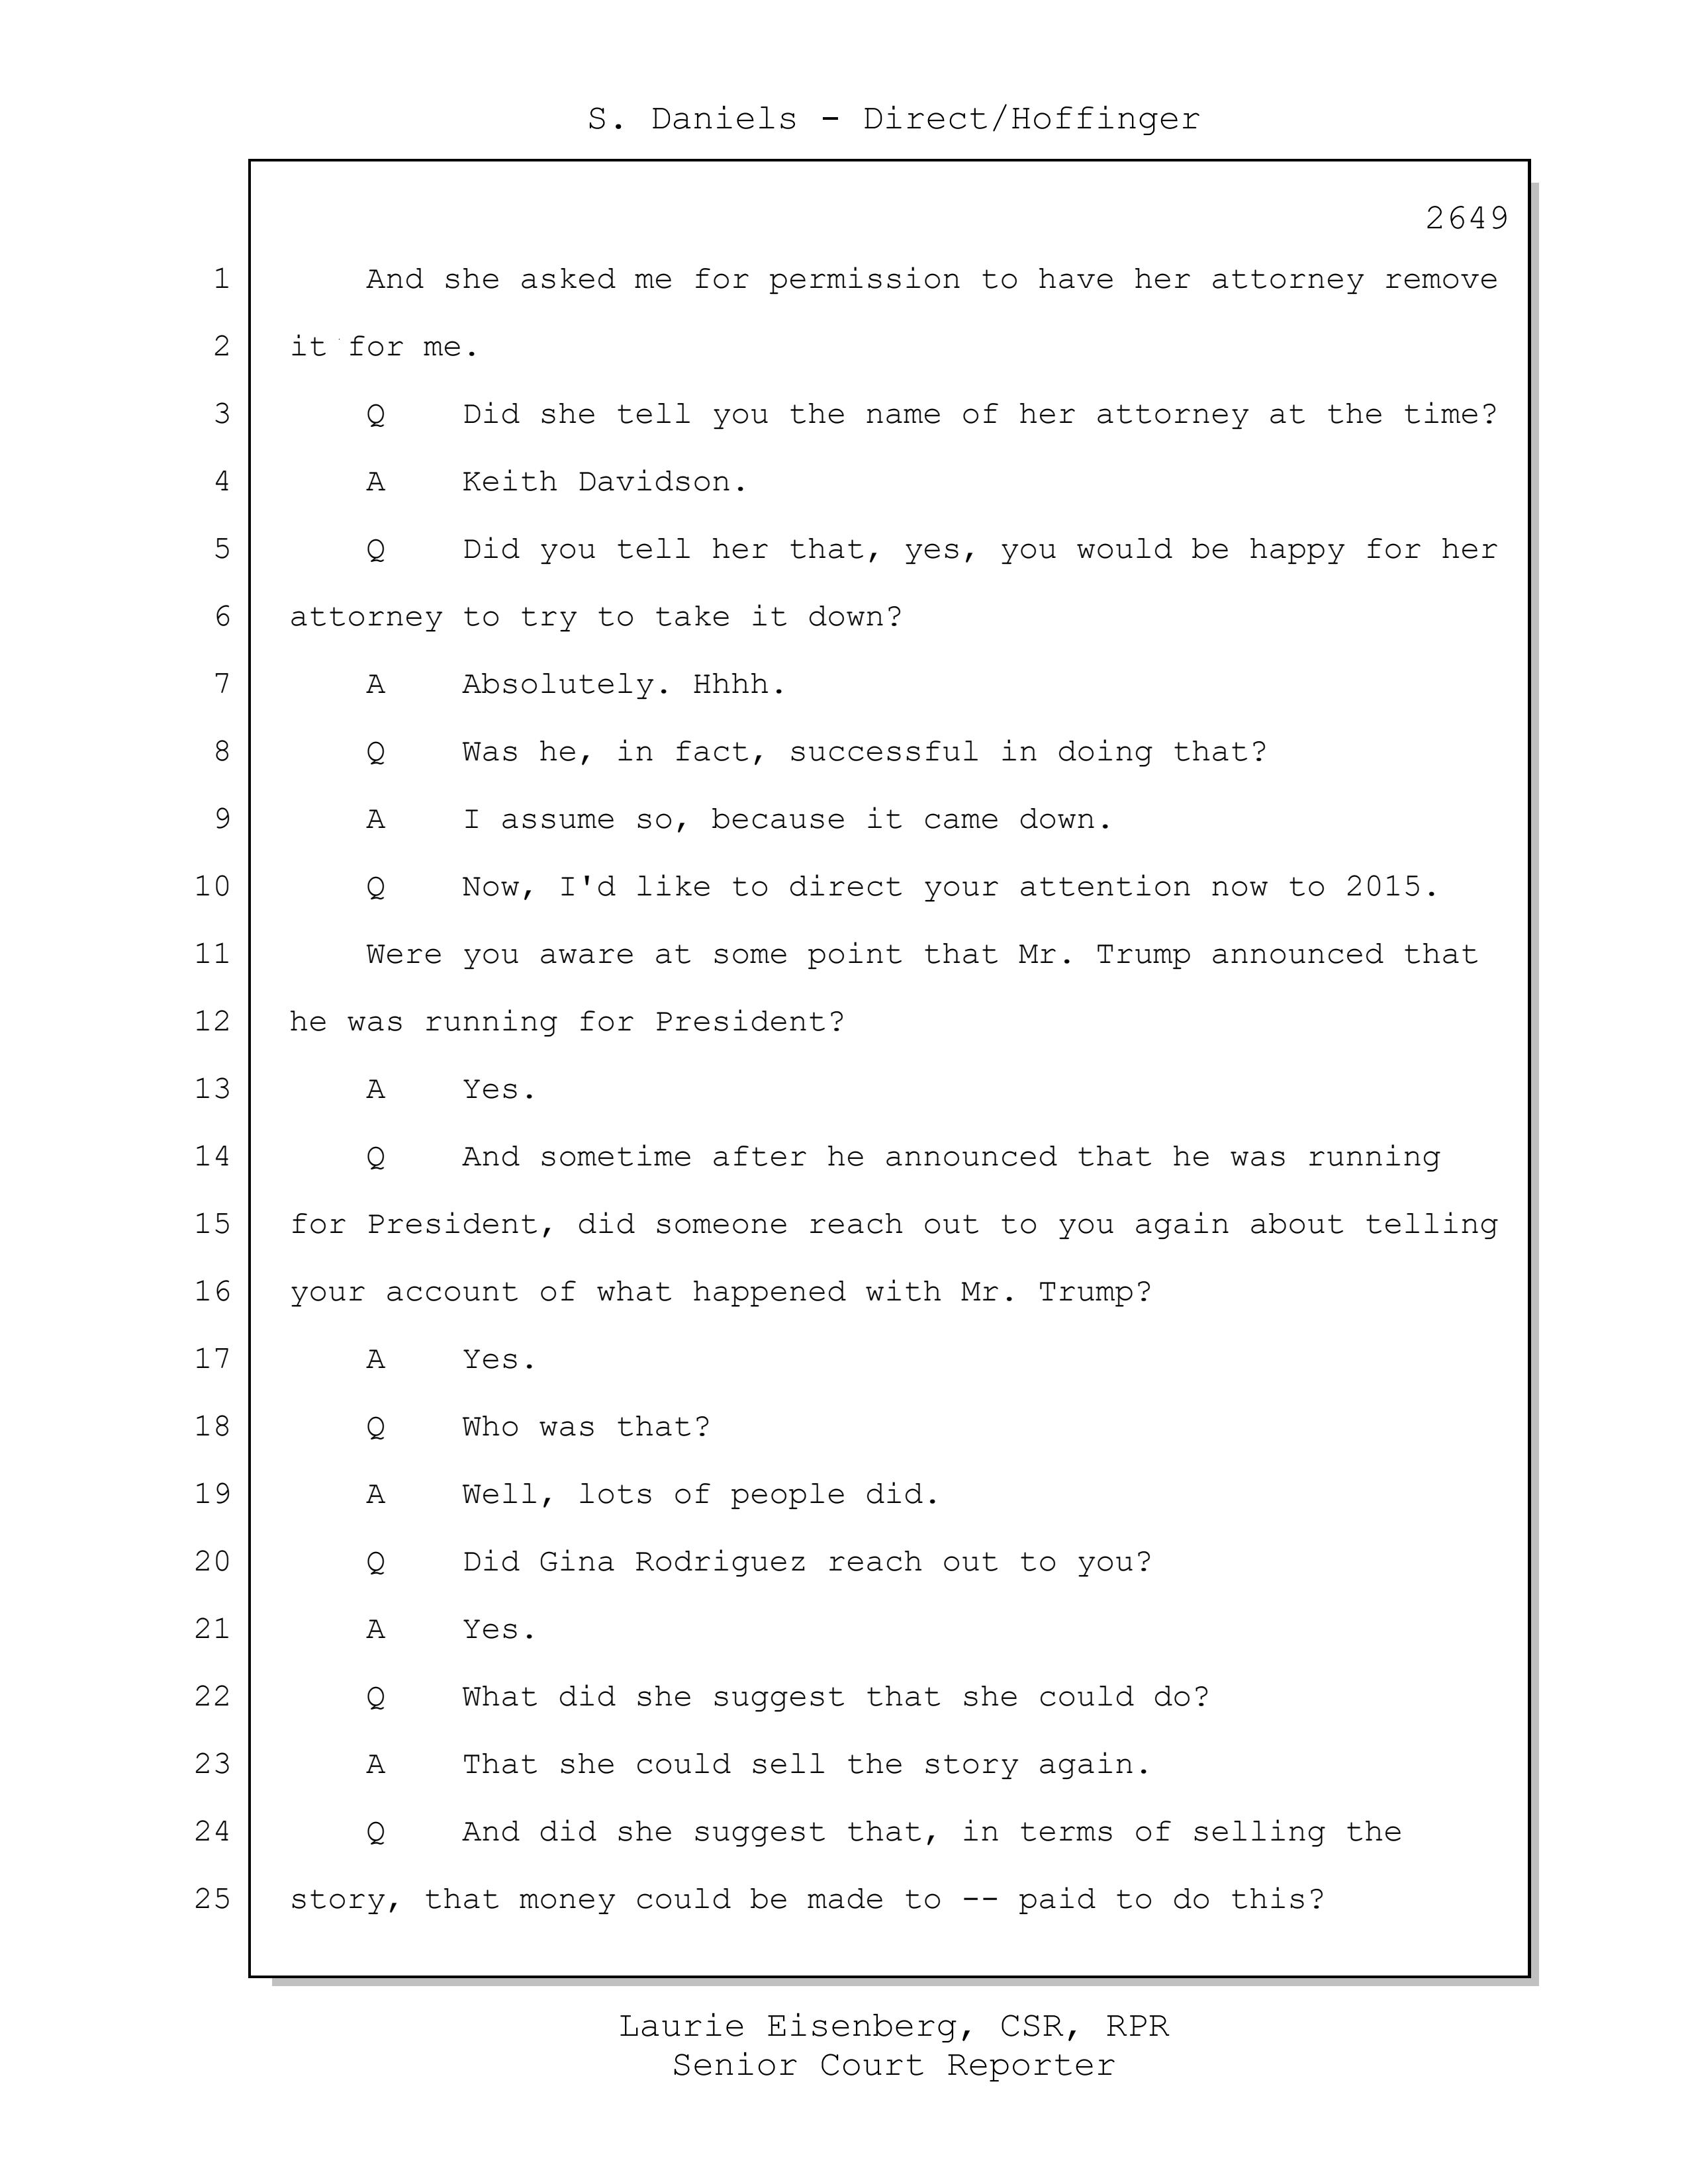 S. Daniels - Direct/Hoffinger
2649
1 And she asked me for permission to have her attorney remove
2 it for me.
3 Q Did she tell you the name of her attorney at the time?
4 A Keith Davidson.
5 Q Did you tell her that, yes, you would be happy for her
6 attorney to try to take it down?
7 A Absolutely. Hhhh.
8 Q Was he, in fact, successful in doing that?
9 A I assume so, because it came down.
10 Q Now, I'd like to direct your attention now to 2015.
11 Were you aware at some point that Mr. Trump announced that
12 he was running for President?
13 A Yes.
14 Q And sometime after he announced that he was running
15 for President, did someone reach out to you again about telling
16 your account of what happened with Mr. Trump?
17 A Yes.
18 Q Who was that?
19 A Well, lots of people did.
20 Q Did Gina Rodriguez reach out to you?
21 A Yes.
22 Q What did she suggest that she could do?
23 A That she could sell the story again.
24 Q And did she suggest that, in terms of selling the
25 story, that money could be made to -- paid to do this?
Laurie Eisenberg, CSR, RPR
Senior Court Reporter